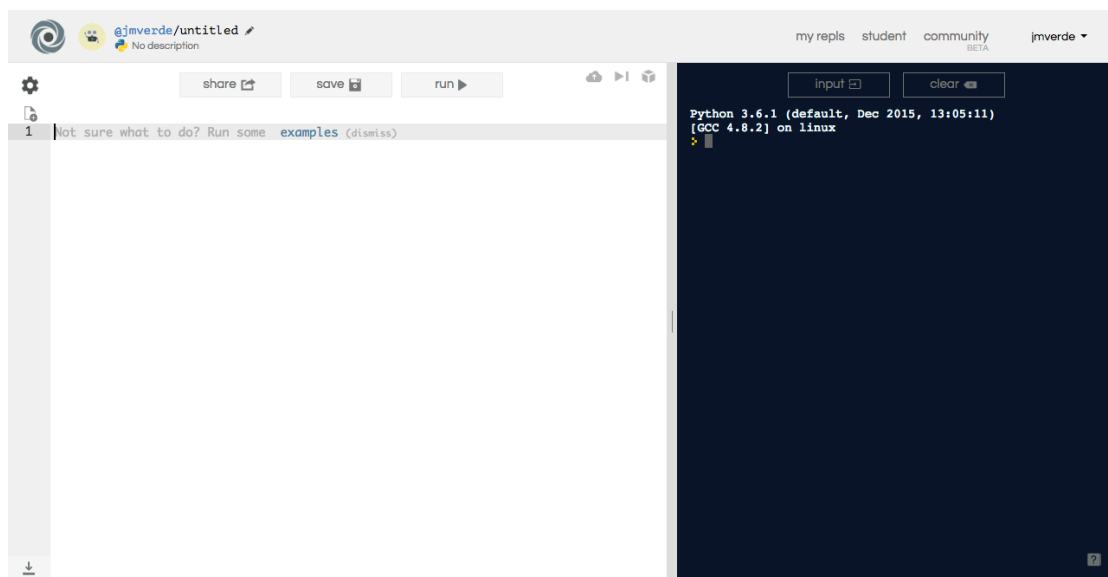 @jmverde/untitled
No description
my repls student community jmverde
BETA
share save run
input clear
1 Not sure what to do? Run some examples (dismiss)
Python 3.6.1 (default, Dec 2015, 13:05:11)
[GCC 4.8.2] on linux
>
?